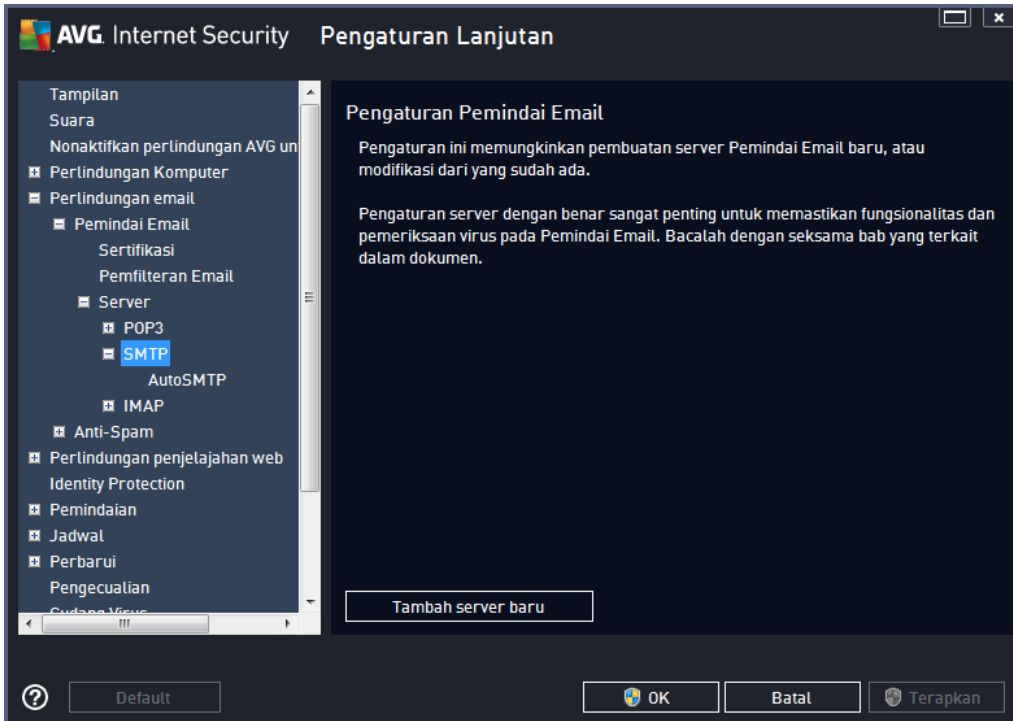 AVG. Internet Security Pengaturan Lanjutan
Tampilan
Suara
Nonaktifkan perlindungan AVG un
Perlindungan Komputer
Perlindungan email
Pemindai Email
Sertifikasi
Pemfilteran Email
Server
POP3
SMTP
AutoSMTP
IMAP
Anti-Spam
Perlindungan penjelajahan web
Identity Protection
Pemindaian
Jadwal
Perbarui
Pengecualian
Gudang Virus
Pengaturan Pemindai Email
Pengaturan ini memungkinkan pembuatan server Pemindai Email baru, atau
modifikasi dari yang sudah ada.
Pengaturan server dengan benar sangat penting untuk memastikan fungsionalitas dan
pemeriksaan virus pada Pemindai Email. Bacalah dengan seksama bab yang terkait
dalam dokumen.
Tambah server baru
? Default OK Batal Terapkan